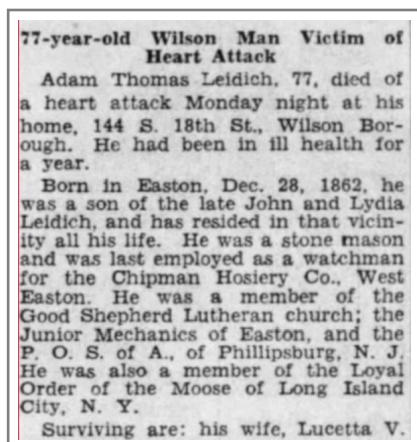 77-year-old Wilson Man Victim of
Heart Attack
Adam Thomas Leidich, 77, died of
a heart attack Monday night at his
home, 144 S. 18th St., Wilson Bor-
ough. He had been in ill health for
a year.
Born in Easton, Dec. 28, 1862, he
was a son of the late John and Lydia
Leidich, and has resided in that vicin-
ity all his life. He was a stone mason
and was last employed as a watchman
for the Chipman Hosiery Co., West
Easton. He was a member of the
Good Shepherd Lutheran church; the
Junior Mechanics of Easton, and the
P. O. S. of A., of Phillipsburg, N. J.
He was also a member of the Loyal
Order of the Moose of Long Island
City, N. Y.
Surviving are: his wife, Lucetta V.